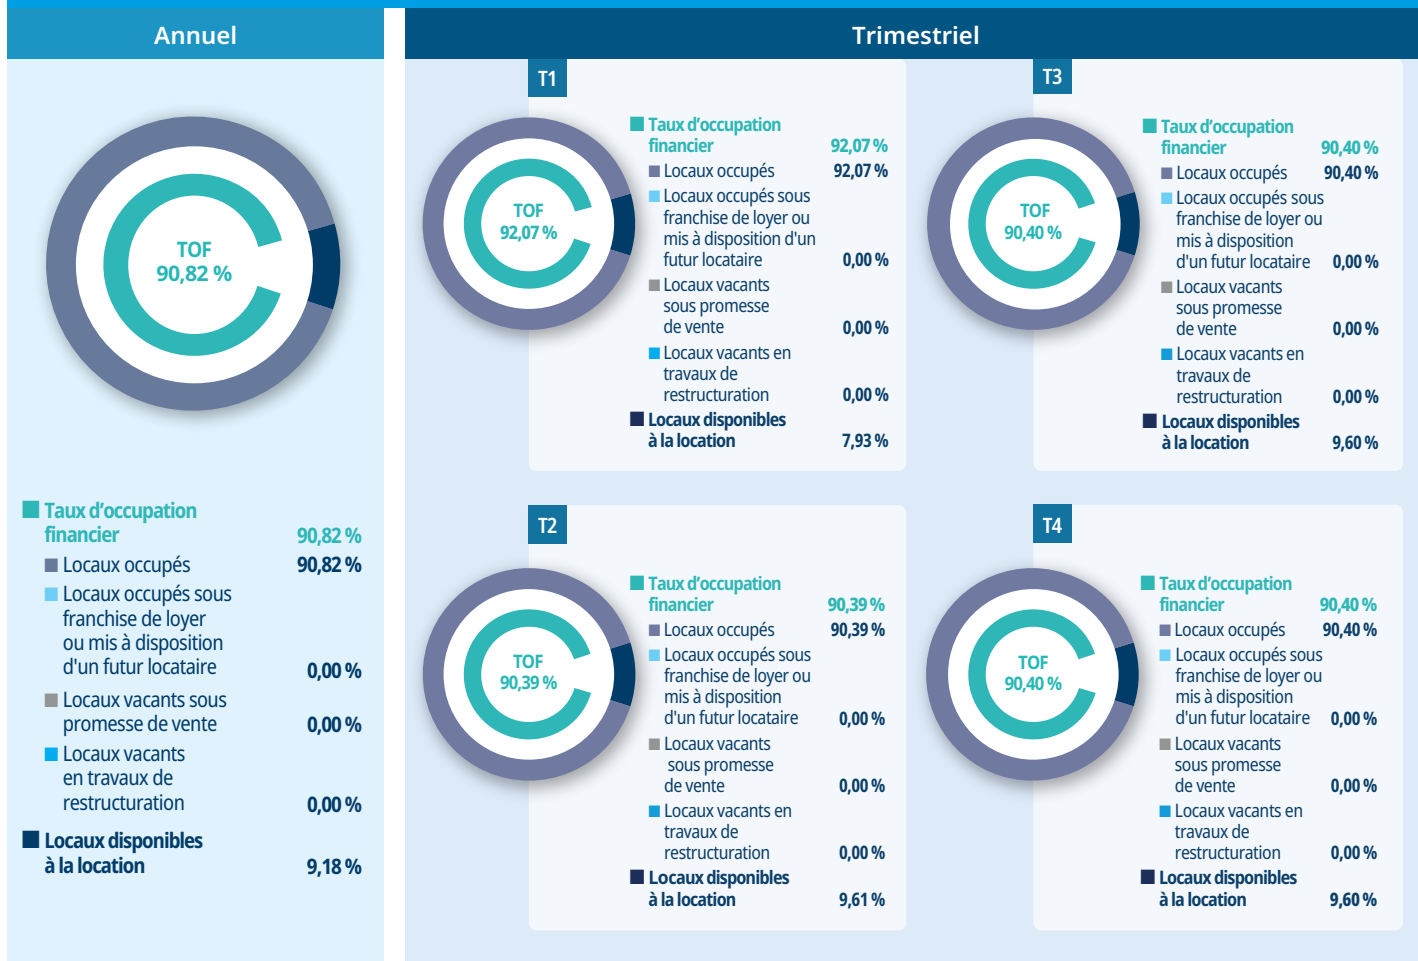 Annuel
TOF
90,82 %
Taux d'occupation
financier 90,82 %
Locaux occupés 90,82 %
Locaux occupés sous
franchise de loyer
ou mis à disposition
d'un futur locataire 0,00 %
Locaux vacants sous
promesse de vente 0,00 %
Locaux vacants
en travaux de
restructuration 0,00 %
Locaux disponibles
à la location 9,18 %
Trimestriel
T1
TOF
92,07 %
Taux d'occupation
financier 92,07 %
Locaux occupés 92,07 %
Locaux occupés sous
franchise de loyer ou
mis à disposition d'un
futur locataire 0,00 %
Locaux vacants
sous promesse
de vente 0,00 %
Locaux vacants en
travaux de
restructuration 0,00 %
Locaux disponibles
à la location 7,93 %
T3
TOF
90,40 %
Taux d'occupation
financier 90,40 %
Locaux occupés 90,40 %
Locaux occupés sous
franchise de loyer ou
mis à disposition
d'un futur locataire 0,00 %
Locaux vacants
sous promesse
de vente 0,00 %
Locaux vacants en
travaux de
restructuration 0,00 %
Locaux disponibles
à la location 9,60 %
T2
TOF
90,39 %
Taux d'occupation
financier 90,39 %
Locaux occupés 90,39 %
Locaux occupés sous
franchise de loyer ou
mis à disposition
d'un futur locataire 0,00 %
Locaux vacants
sous promesse
de vente 0,00 %
Locaux vacants en
travaux de
restructuration 0,00 %
Locaux disponibles
à la location 9,61 %
T4
TOF
90,40 %
Taux d'occupation
financier 90,40 %
Locaux occupés 90,40 %
Locaux occupés sous
franchise de loyer ou
mis à disposition
d'un futur locataire 0,00 %
Locaux vacants
sous promesse
de vente 0,00 %
Locaux vacants en
travaux de
restructuration 0,00 %
Locaux disponibles
à la location 9,60 %